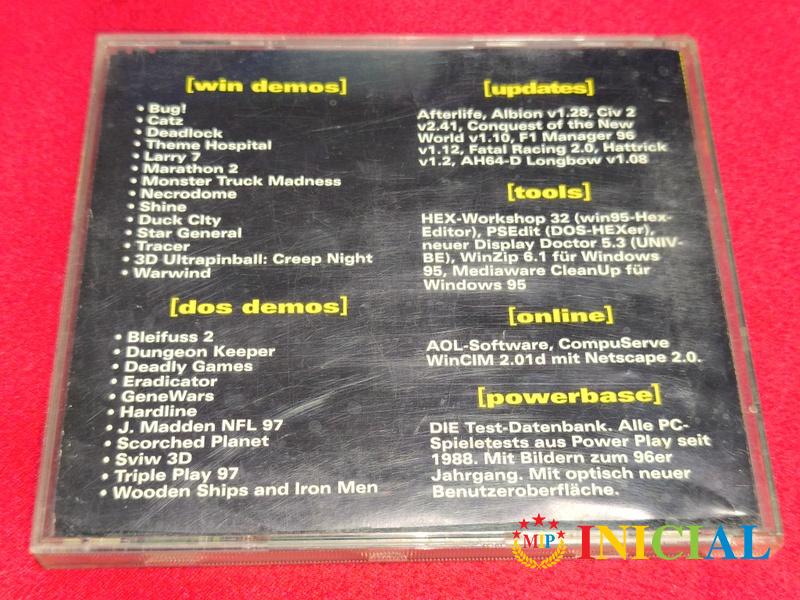 [win demos]
• Bug!
• Catz
• Deadlock
• Theme Hospital
• Larry 7
• Marathon 2
• Monster Truck Madness
• Necrodome
• Shine
• Duck CIty
• Star General
• Tracer
• 3D Ultrapinball: Creep Night
• Warwind
[dos demos]
• Bleifuss 2
• Dungeon Keeper
• Deadly Games
• Eradicator
• GeneWars
• Hardline
• J. Madden NFL 97
• Scorched Planet
• Sviw 3D
• Triple Play 97
• Wooden Ships and Iron Men
[updates]
Afterlife, Albion v1.28, Civ 2
v2.41, Conquest of the New
World v1.10, F1 Manager 96
v1.12, Fatal Racing 2.0, Hattrick
v1.2, AH64-D Longbow v1.08
[tools]
HEX-Workshop 32 (win95-Hex-
Editor), PSEdit (DOS-HEXer),
neuer Display Doctor 5.3 (UNIV-
BE), WinZip 6.1 für Windows
95, Mediaware CleanUp für
Windows 95
[online]
AOL-Software, CompuServe
WinCIM 2.01d mit Netscape 2.0.
[powerbase]
DIE Test-Datenbank. Alle PC-
Spieletests aus Power Play seit
1988. Mit Bildern zum 96er
Jahrgang. Mit optisch neuer
Benutzeroberfläche.
MIP INICIAL